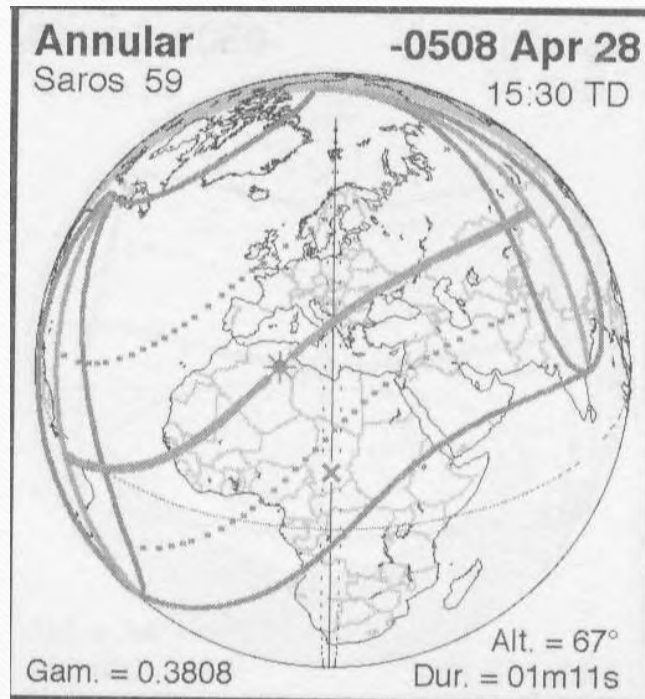 Annular -0508 Apr 28
Saros 59 15:30 TD
Alt. = 67°
Gam. = 0.3808 Dur. = 01m11s